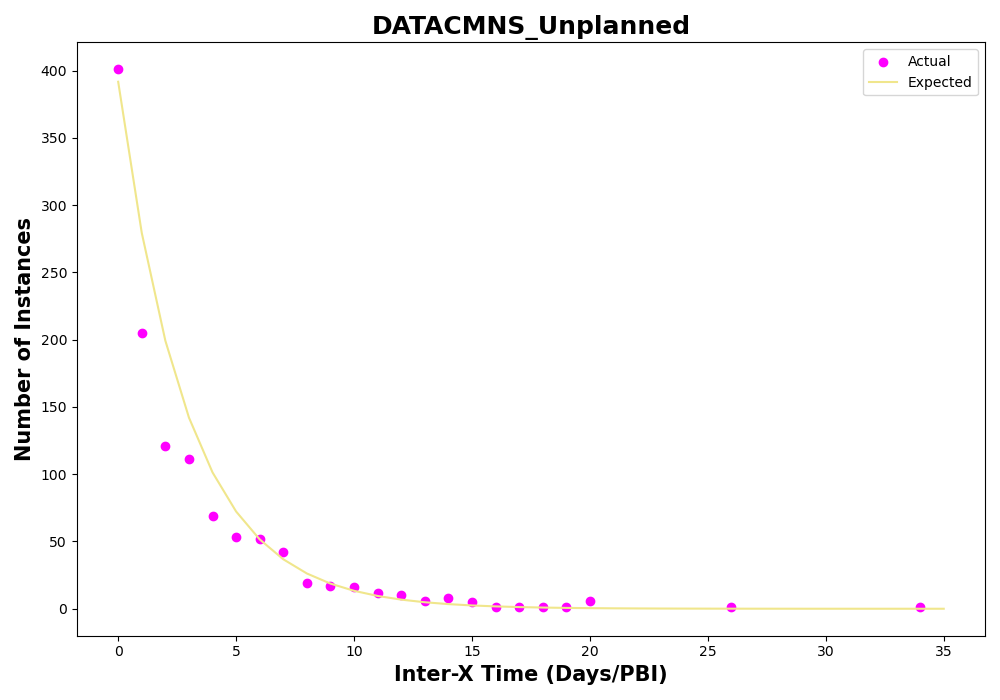 DATACMNS_Unplanned
Actual
Expected
400
350
300
250
200
150
100
50
0
Number of Instances
0 5 10 15 20 25 30 35
Inter-X Time (Days/PBI)